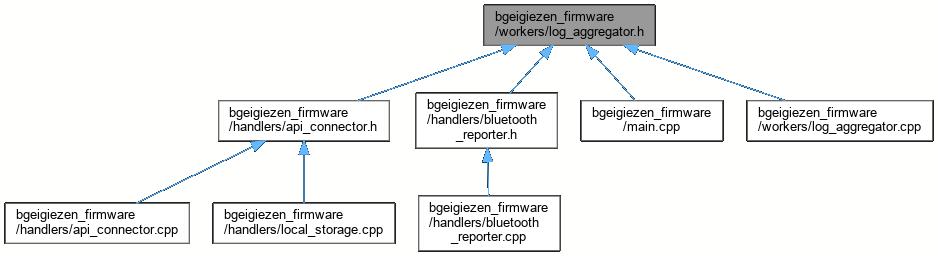 bgeigiezen_firmware
/workers/log_aggregator.h
bgeigiezen_firmware
/handlers/api_connector.h
bgeigiezen_firmware
/handlers/bluetooth
_reporter.h
bgeigiezen_firmware
/main.cpp
bgeigiezen_firmware
/workers/log_aggregator.cpp
bgeigiezen_firmware
/handlers/api_connector.cpp
bgeigiezen_firmware
/handlers/local_storage.cpp
bgeigiezen_firmware
/handlers/bluetooth
_reporter.cpp